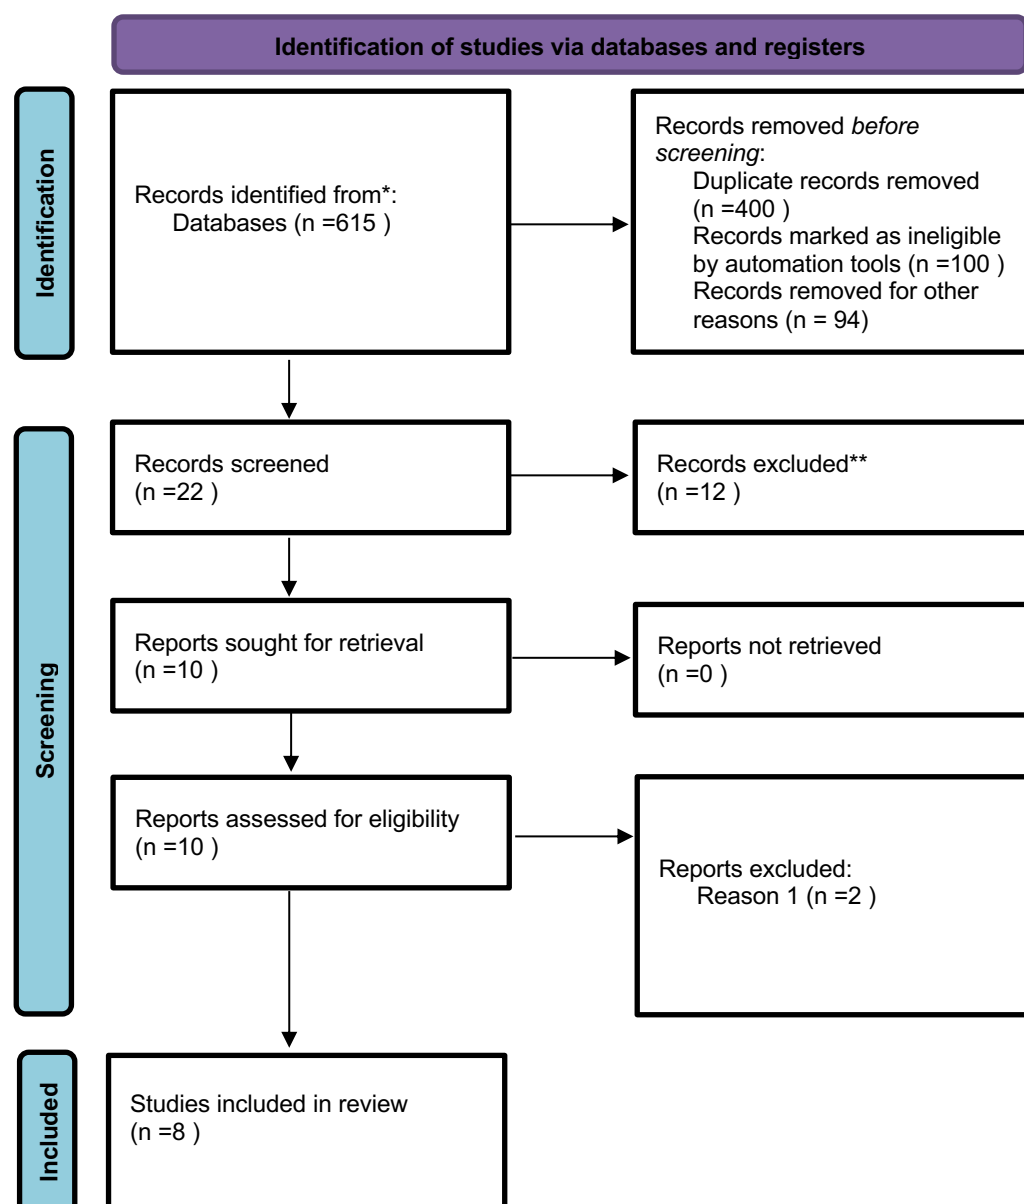 Identification of studies via databases and registers
Identification
Records identified from*:
Databases (n =615 )
Records removed before
screening:
Duplicate records removed
(n =400 )
Records marked as ineligible
by automation tools (n =100 )
Records removed for other
reasons (n = 94)
Screening
Records screened
(n =22 )
Records excluded**
(n =12 )
Reports sought for retrieval
(n =10 )
Reports not retrieved
(n =0 )
Reports assessed for eligibility
(n =10 )
Reports excluded:
Reason 1 (n =2 )
Included
Studies included in review
(n =8 )